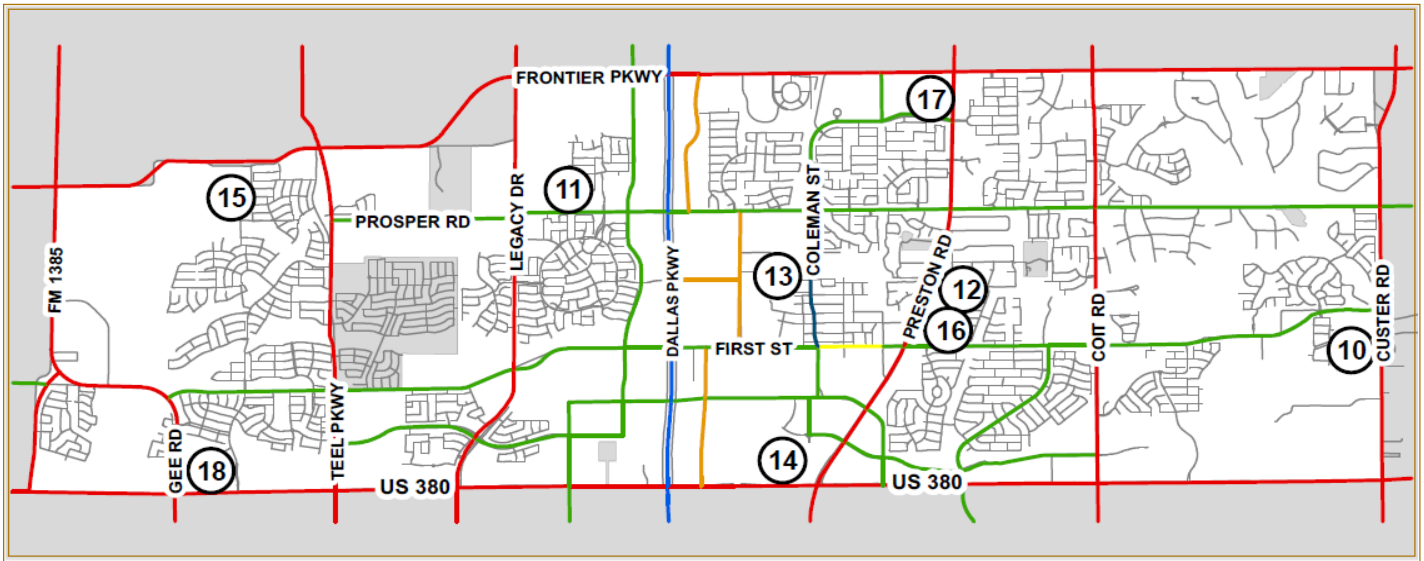 FRONTIER PKWY
17
15
11
LEGACY DR
PROSPER RD
COLEMAN ST
FM 1385
DALLAS PKWY
13
PRESTON RD
12
16
COIT RD
CUSTER RD
10
FIRST ST
TEEL PKWY
GEE RD
18
US 380
14
US 380